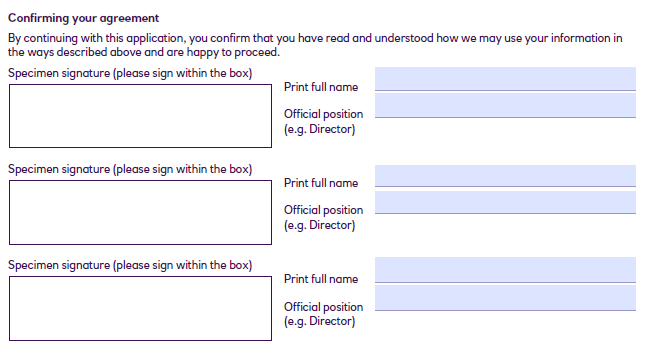 Confirming your agreement
By continuing with this application, you confirm that you have read and understood how we may use your information in
the ways described above and are happy to proceed.
Specimen signature (please sign within the box)
Print full name
Official position
(e.g. Director)
Specimen signature (please sign within the box)
Print full name
Official position
(e.g. Director)
Specimen signature (please sign within the box)
Print full name
Official position
(e.g. Director)